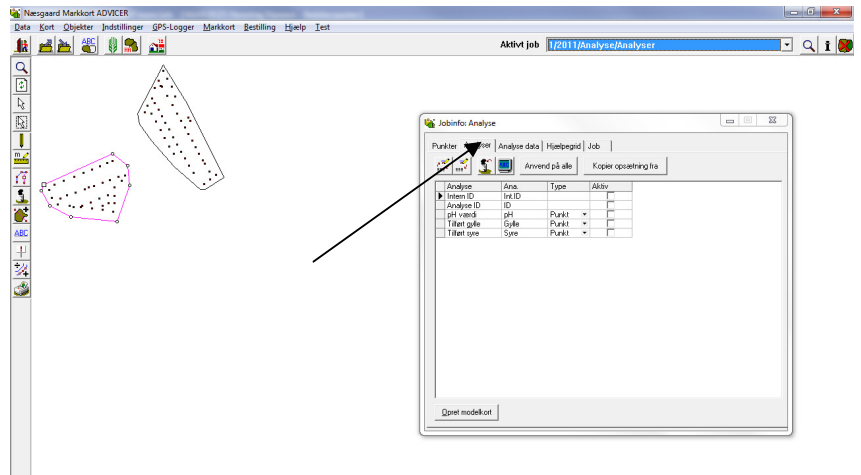 Næsgaard Markkort ADVICER
Data Kort Objekter Indstillinger GPS-Logger Markkort Bestilling Hjælp Test
Aktivt job 1/2011/Analyse/Analyser
Jobinfo: Analyse
Punkter Analyse data Hjælpegrid Job
Anvend på alle Kopier opsætning fra
Analyse Ana. Type Aktiv
Intern ID Int.ID
Analyse ID ID
pH værdi pH Punkt
Tilført gylle Gylle Punkt
Tilført syre Syre Punkt
Opret modelkort
ABC
ABC